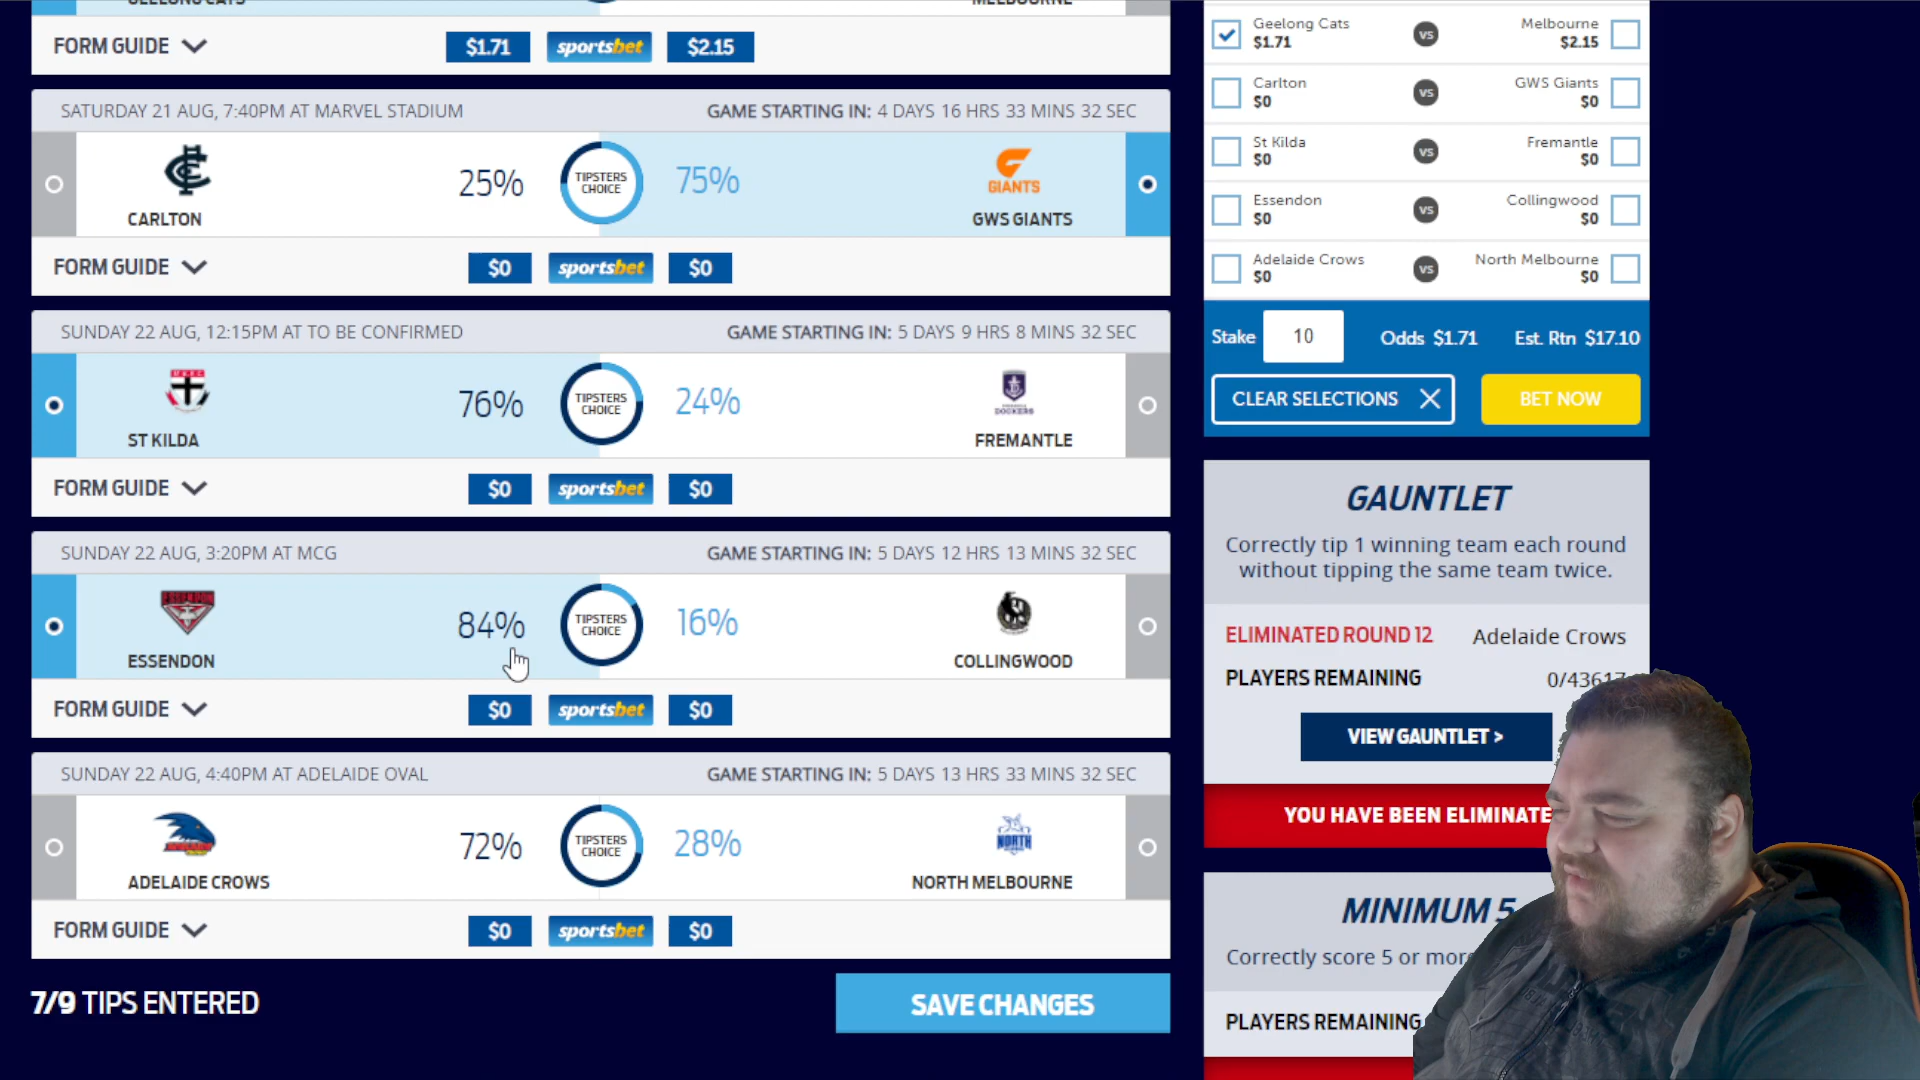 FORM GUIDE
$1.71 sportsbet $2.15
SATURDAY 21 AUG, 7:40PM AT MARVEL STADIUM
GAME STARTING IN: 4 DAYS 16 HRS 33 MINS 32 SEC
CARLTON
25%
TIPSTERS
CHOICE
75%
GIANTS
GWS GIANTS
FORM GUIDE
$0 sportsbet $0
SUNDAY 22 AUG, 12:15PM AT TO BE CONFIRMED
GAME STARTING IN: 5 DAYS 9 HRS 8 MINS 32 SEC
ST KILDA
76%
TIPSTERS
CHOICE
24%
DOCKERS
FREMANTLE
FORM GUIDE
$0 sportsbet $0
SUNDAY 22 AUG, 3:20PM AT MCG
GAME STARTING IN: 5 DAYS 12 HRS 13 MINS 32 SEC
ESSENDON
ESSENDON
84%
TIPSTERS
CHOICE
16%
COLLINGWOOD
FORM GUIDE
$0 sportsbet $0
SUNDAY 22 AUG, 4:40PM AT ADELAIDE OVAL
GAME STARTING IN: 5 DAYS 13 HRS 33 MINS 32 SEC
ADELAIDE CROWS
72%
TIPSTERS
CHOICE
28%
NORTH
NORTH MELBOURNE
FORM GUIDE
$0 sportsbet $0
7/9 TIPS ENTERED
SAVE CHANGES
Geelong Cats vs Melbourne
$1.71 $2.15
Carlton vs GWS Giants
$0 $0
St Kilda vs Fremantle
$0 $0
Essendon vs Collingwood
$0 $0
Adelaide Crows vs North Melbourne
$0 $0
Stake 10 Odds $1.71 Est. Rtn $17.10
CLEAR SELECTIONS
BET NOW
GAUNTLET
Correctly tip 1 winning team each round
without tipping the same team twice.
ELIMINATED ROUND 12 Adelaide Crows
PLAYERS REMAINING 0/43617
VIEW GAUNTLET >
YOU HAVE BEEN ELIMINATE
MINIMUM 5
Correctly score 5 or mor
PLAYERS REMAINING